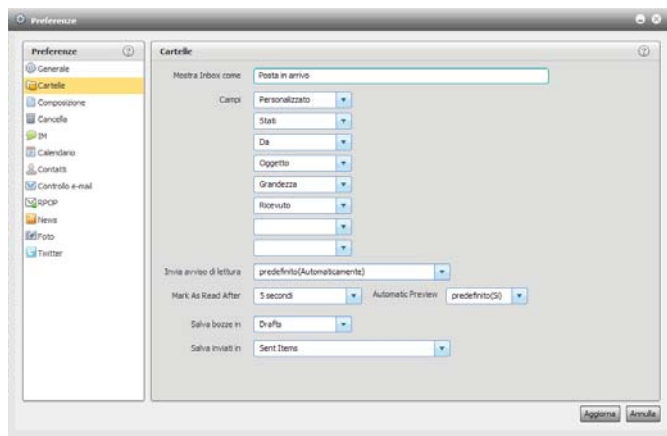 Preferenze
Preferenze
Generale
Cartelle
Composizione
Cancella
IM
Calendario
Contatti
Controllo e-mail
RPOP
News
Foto
Twitter
Cartelle
Mostra Inbox come Posta in arrivo
Campi Personalizzato
Stati
Da
Oggetto
Grandezza
Ricevuto
Invia avviso di lettura predefinito(Automaticamente)
Mark As Read After 5 secondi Automatic Preview predefinito(Sì)
Salva bozze in Drafts
Salva inviati in Sent Items
Aggiorna Annulla